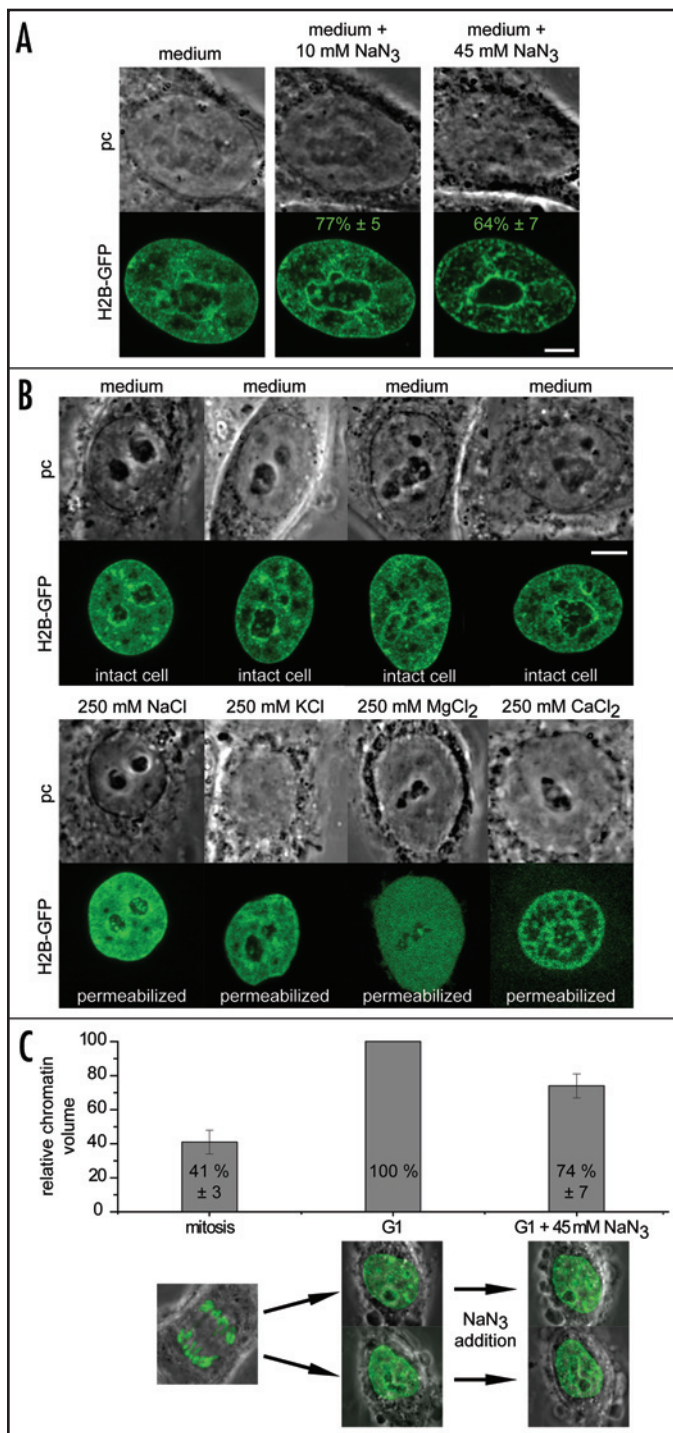 A
medium
medium +
10 mM NaN₃
medium +
45 mM NaN₃
pc
77% ± 5
64% ± 7
H2B-GFP
B
medium medium medium medium
pc
H2B-GFP
intact cell intact cell intact cell intact cell
250 mM NaCl 250 mM KCl 250 mM MgCl₂ 250 mM CaCl₂
pc
H2B-GFP
permeabilized permeabilized permeabilized permeabilized
C
relative chromatin
volume
100
80
60
40
20
0
41 %
± 3
100 %
74 %
± 7
mitosis G1 G1 + 45 mM NaN₃
NaN₃
addition